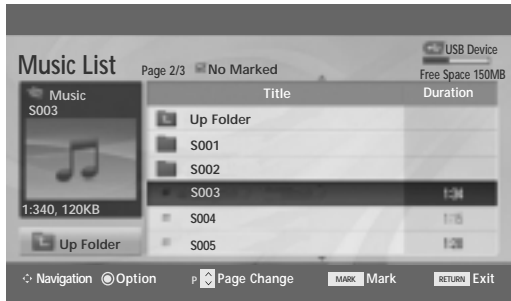 Music List
Page 2/3
No Marked
USB Device
Free Space 150MB
Music
S003
1:340, 120KB
Up Folder
Title
Duration
Up Folder
S001
S002
S003 1:34
S004 1:15
S005 1:28
Navigation Option P Page Change MARK Mark RETURN Exit